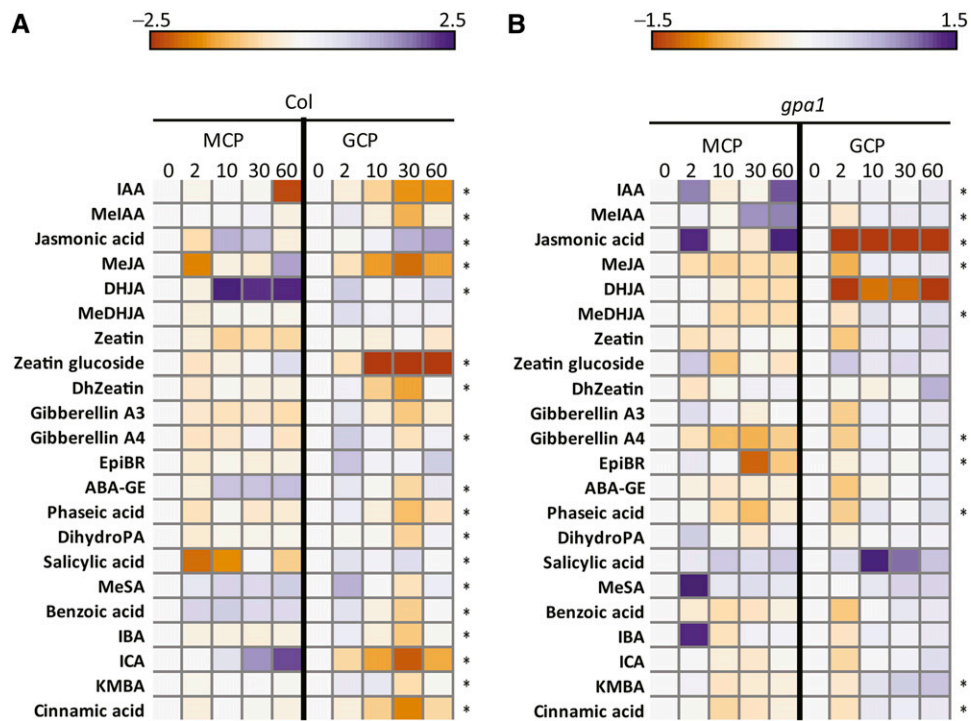 A
−2.5 2.5
Col
MCP GCP
0 2 10 30 60 0 2 10 30 60
IAA *
MeIAA *
Jasmonic acid *
MeJA *
DHJA *
MeDHJA
Zeatin
Zeatin glucoside *
DhZeatin *
Gibberellin A3
Gibberellin A4 *
EpiBR
ABA-GE *
Phaseic acid *
DihydroPA *
Salicylic acid *
MeSA *
Benzoic acid *
IBA *
ICA *
KMBA *
Cinnamic acid *
B
−1.5 1.5
gpa1
MCP GCP
0 2 10 30 60 0 2 10 30 60
IAA *
MeIAA *
Jasmonic acid *
MeJA *
DHJA
MeDHJA *
Zeatin
Zeatin glucoside
DhZeatin
Gibberellin A3
Gibberellin A4 *
EpiBR *
ABA-GE
Phaseic acid *
DihydroPA
Salicylic acid
MeSA
Benzoic acid
IBA
ICA
KMBA *
Cinnamic acid *